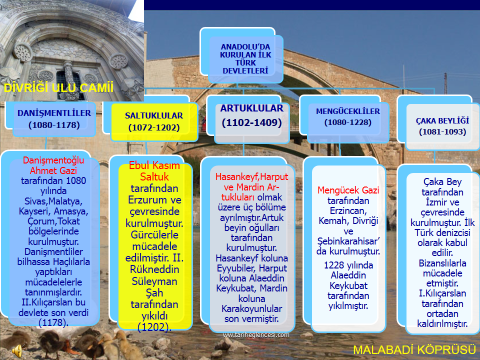 DİVRİĞİ ULU CAMİİ
ANADOLU'DA
KURULAN İLK
TÜRK
DEVLETLERİ
DANİŞMENTLİLER
(1080-1178)
Danişmentoğlu
Ahmet Gazi
tarafından 1080
yılında
Sivas,Malatya,
Kayseri, Amasya,
Çorum,Tokat
bölgelerinde
kurulmuştur.
Danişmentliler
bilhassa Haçlılarla
yaptıkları
mücadelelerle
tanınmışlardır.
II.Kılıçarslan bu
devlete son verdi
(1178).
SALTUKLULAR
(1072-1202)
Ebul Kasım
Saltuk
tarafından
Erzurum ve
çevresinde
kurulmuştur.
Gürcülerle
mücadele
edilmiştir. II.
Rükneddin
Süleyman
Şah
tarafından
yıkıldı
(1202).
ARTUKLULAR
(1102-1409)
Hasankeyf,Harput
ve Mardin Ar-
tukluları olmak
üzere üç bölüme
ayrılmıştır.Artuk
beyin oğulları
tarafından
kurulmuştur.
Hasankeyf koluna
Eyyubiler, Harput
koluna Alaeddin
Keykubat, Mardin
koluna
Karakoyunlular
son vermiştir.
MENGÜCEKLİLER
(1080-1228)
Mengücek Gazi
tarafından
Erzincan,
Kemah, Divriği
ve
Şebinkarahisar'
da kurulmuştur.
1228 yılında
Alaeddin
Keykubat
tarafından
yıkılmıştır.
ÇAKA BEYLİĞİ
(1081-1093)
Çaka Bey
tarafından
İzmir ve
çevresinde
kurulmuştur. İlk
Türk denizcisi
olarak kabul
edilir.
Bizanslılarla
mücadele
etmiştir.
I.Kılıçarslan
tarafından
ortadan
kaldırılmıştır.
www.tariheglencesi.com
MALABADİ KÖPRÜSÜ